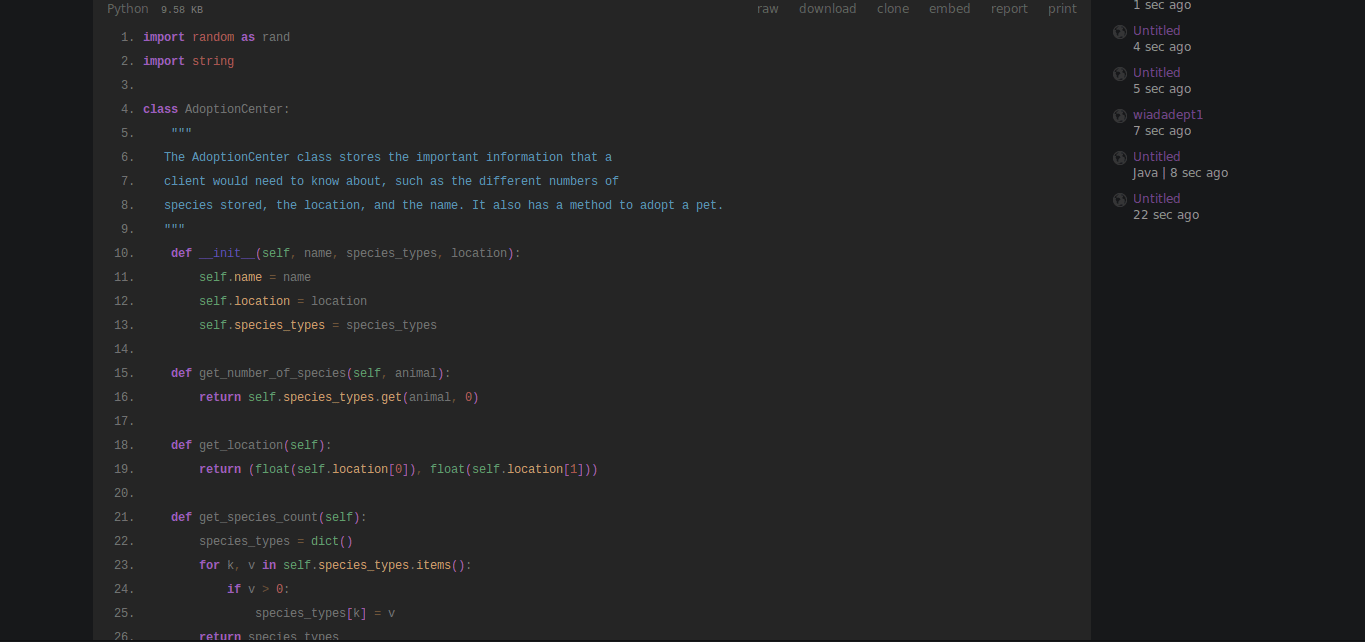 Python 9.58 KB raw download clone embed report print
1. import random as rand
2. import string
3.
4. class AdoptionCenter:
5. """
6. The AdoptionCenter class stores the important information that a
7. client would need to know about, such as the different numbers of
8. species stored, the location, and the name. It also has a method to adopt a pet.
9. """
10. def __init__(self, name, species_types, location):
11. self.name = name
12. self.location = location
13. self.species_types = species_types
14.
15. def get_number_of_species(self, animal):
16. return self.species_types.get(animal, 0)
17.
18. def get_location(self):
19. return (float(self.location[0]), float(self.location[1]))
20.
21. def get_species_count(self):
22. species_types = dict()
23. for k, v in self.species_types.items():
24. if v > 0:
25. species_types[k] = v
26. return species_types
1 sec ago
Untitled
4 sec ago
Untitled
5 sec ago
wiadadept1
7 sec ago
Untitled
Java | 8 sec ago
Untitled
22 sec ago